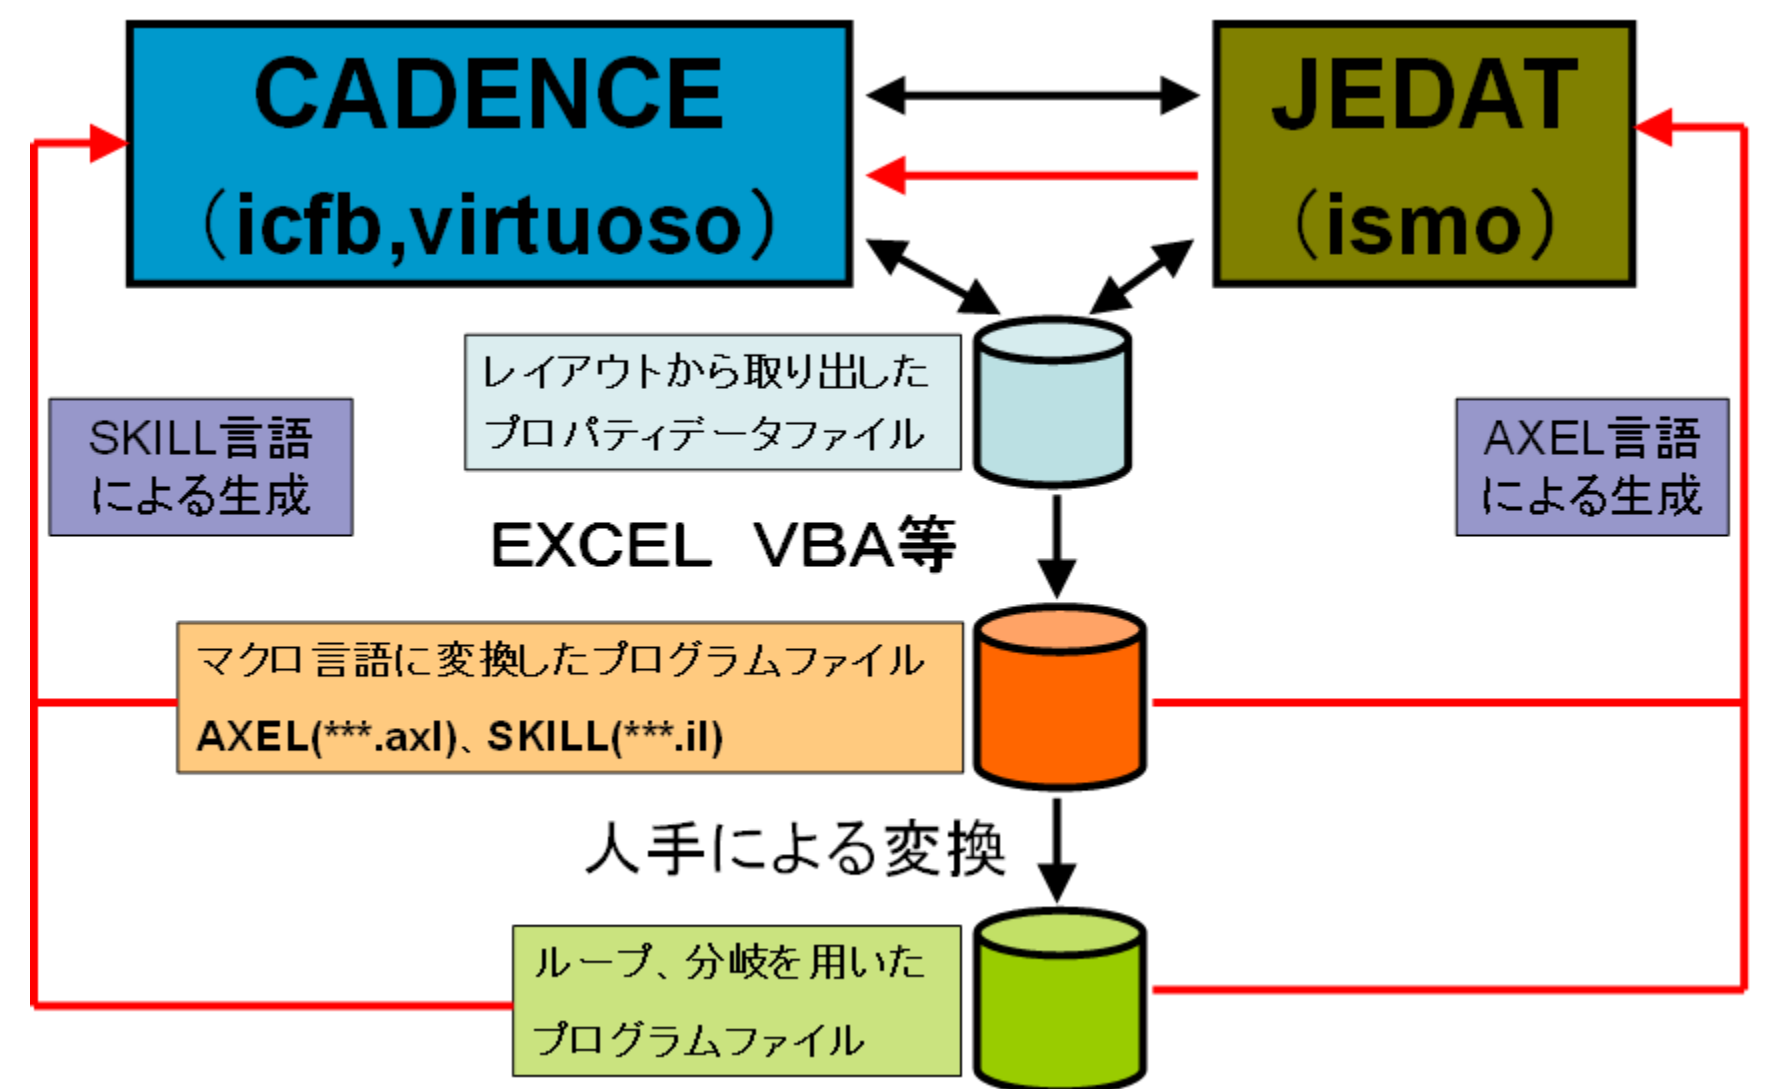 CADENCE
（icfb,virtuoso）
JEDAT
（ismo）
レイアウトから取り出した
プロパティデータファイル
SKILL言語
による生成
AXEL言語
による生成
EXCEL　VBA等
マクロ言語に変換したプログラムファイル
AXEL(***.axl)、SKILL(***.il)
人手による変換
ループ、分岐を用いた
プログラムファイル